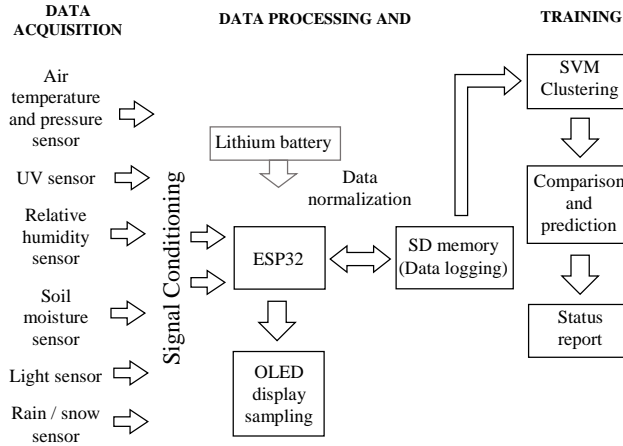 DATA
ACQUISITION
DATA PROCESSING AND
TRAINING
Air
temperature
and pressure
sensor
UV sensor
Relative
humidity
sensor
Soil
moisture
sensor
Light sensor
Rain / snow
sensor
Signal Conditioning
Lithium battery
Data
normalization
ESP32
SD memory
(Data logging)
OLED
display
sampling
SVM
Clustering
Comparison
and
prediction
Status
report